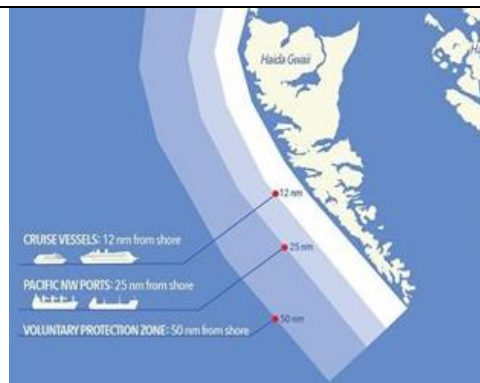 Haida Gwaii
12 nm
CRUISE VESSELS: 12 nm from shore
25 nm
PACIFIC NW PORTS: 25 nm from shore
50 nm
VOLUNTARY PROTECTION ZONE: 50 nm from shore